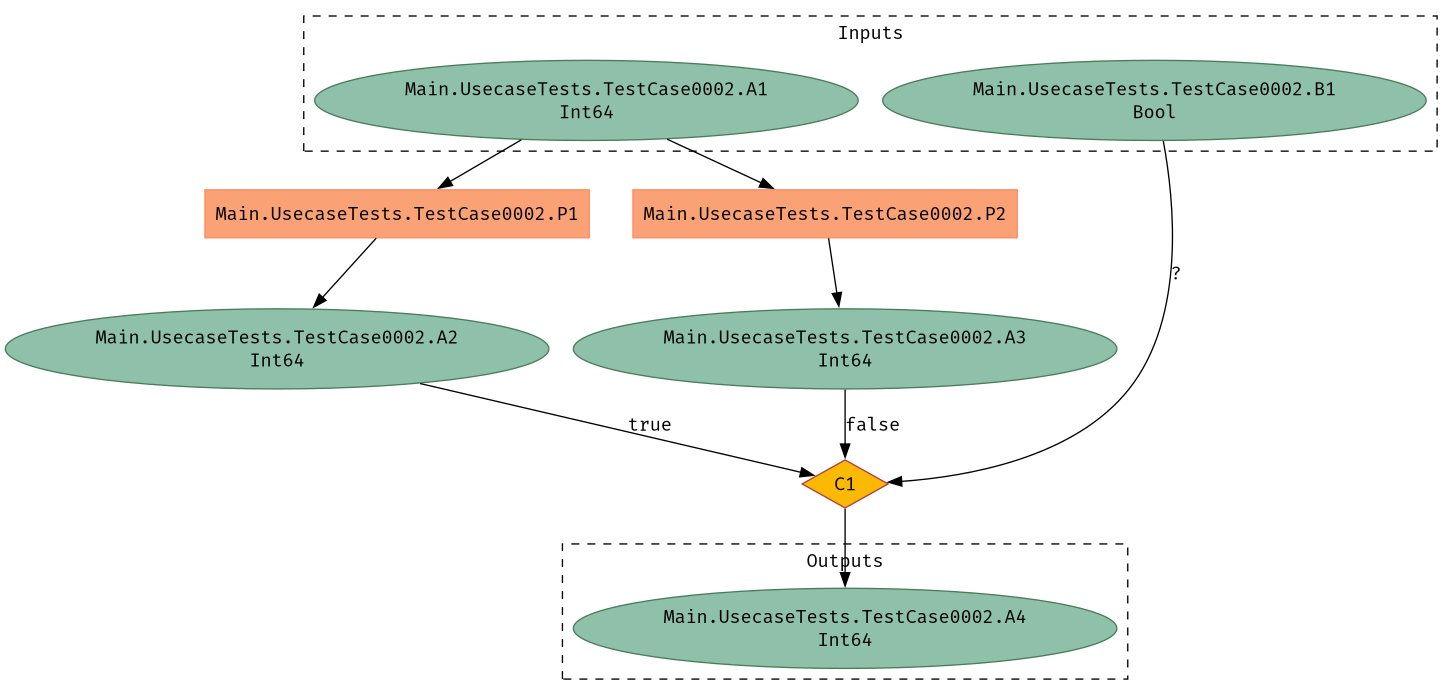 Inputs
Main.UsecaseTests.TestCase0002.A1
Int64
Main.UsecaseTests.TestCase0002.B1
Bool
Main.UsecaseTests.TestCase0002.P1
Main.UsecaseTests.TestCase0002.P2
?
Main.UsecaseTests.TestCase0002.A2
Int64
Main.UsecaseTests.TestCase0002.A3
Int64
true
false
C1
Outputs
Main.UsecaseTests.TestCase0002.A4
Int64